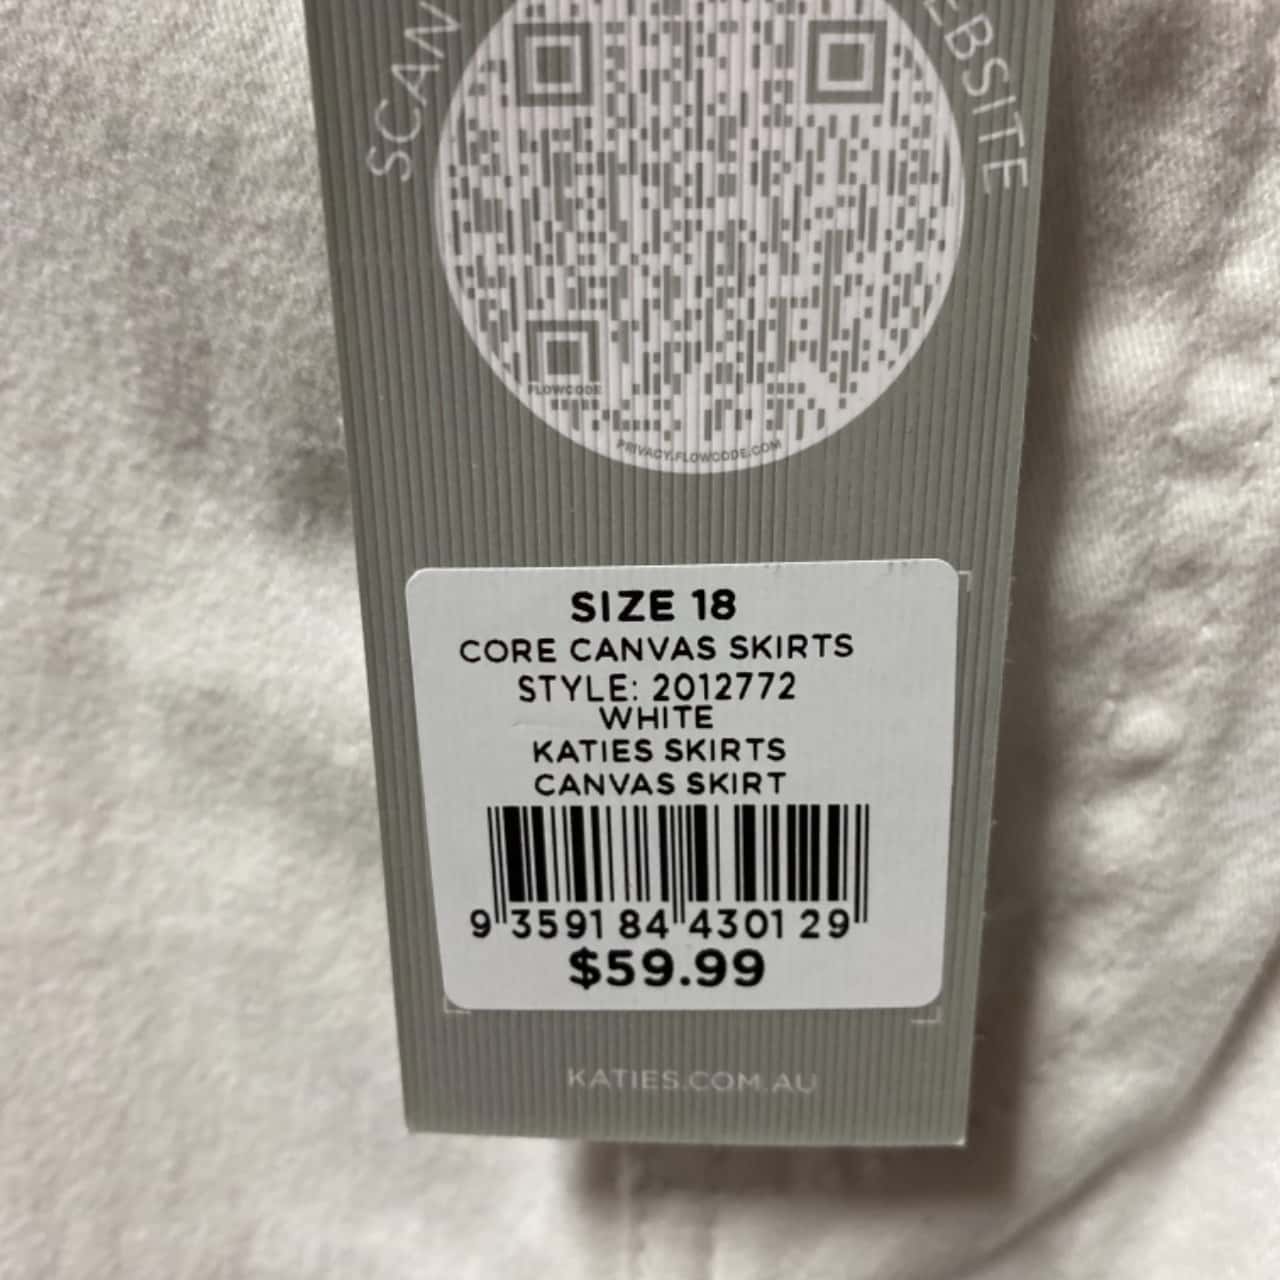 SCAN
EBSITE
FLOWCODE
PRIVACY.FLOWCODE.COM
SIZE 18
CORE CANVAS SKIRTS
STYLE: 2012772
WHITE
KATIES SKIRTS
CANVAS SKIRT
9 359184 430129
$59.99
KATIES.COM.AU